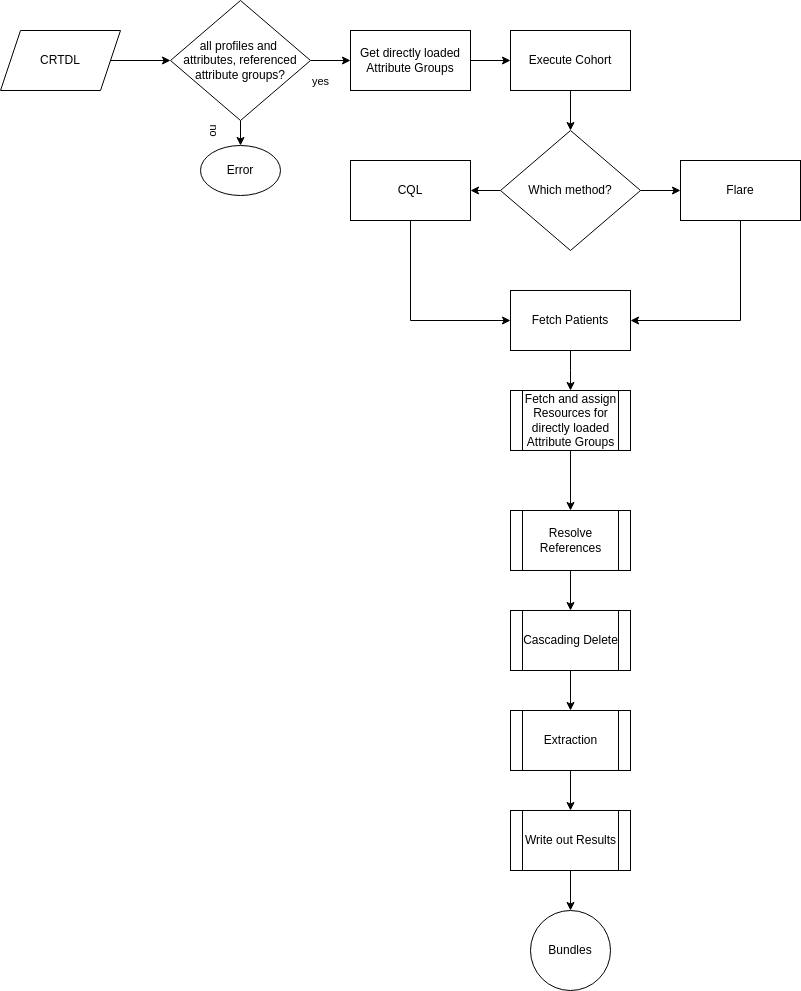 CRTDL
all profiles and
attributes, referenced
attribute groups?
yes
no
Error
Get directly loaded
Attribute Groups
Execute Cohort
CQL
Which method?
Flare
Fetch Patients
Fetch and assign
Resources for
directly loaded
Attribute Groups
Resolve
References
Cascading Delete
Extraction
Write out Results
Bundles